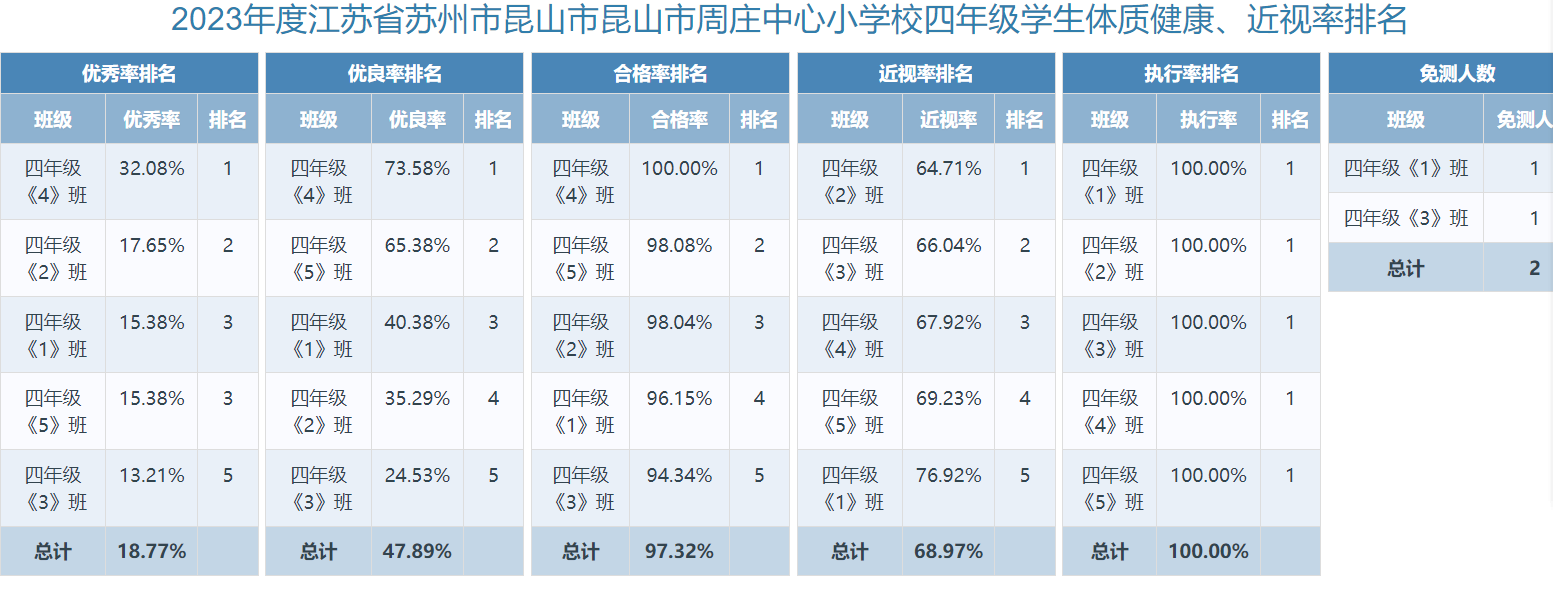 2023年度江苏省苏州市昆山市昆山市周庄中心小学校四年级学生体质健康、近视率排名
优秀率排名
班级 优秀率 排名
四年级《4》班 32.08% 1
四年级《2》班 17.65% 2
四年级《1》班 15.38% 3
四年级《5》班 15.38% 3
四年级《3》班 13.21% 5
总计 18.77%
优良率排名
班级 优良率 排名
四年级《4》班 73.58% 1
四年级《5》班 65.38% 2
四年级《1》班 40.38% 3
四年级《2》班 35.29% 4
四年级《3》班 24.53% 5
总计 47.89%
合格率排名
班级 合格率 排名
四年级《4》班 100.00% 1
四年级《5》班 98.08% 2
四年级《2》班 98.04% 3
四年级《1》班 96.15% 4
四年级《3》班 94.34% 5
总计 97.32%
近视率排名
班级 近视率 排名
四年级《2》班 64.71% 1
四年级《3》班 66.04% 2
四年级《4》班 67.92% 3
四年级《5》班 69.23% 4
四年级《1》班 76.92% 5
总计 68.97%
执行率排名
班级 执行率 排名
四年级《1》班 100.00% 1
四年级《2》班 100.00% 1
四年级《3》班 100.00% 1
四年级《4》班 100.00% 1
四年级《5》班 100.00% 1
总计 100.00%
免测人数
班级 免测人
四年级《1》班 1
四年级《3》班 1
总计 2